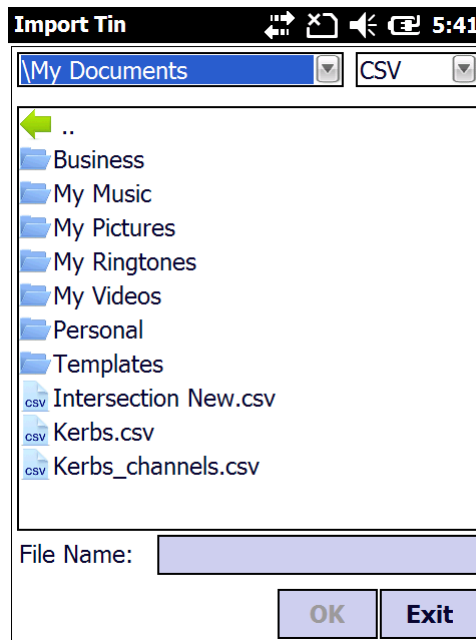 Import Tin 5:41
\My Documents CSV
..
Business
My Music
My Pictures
My Ringtones
My Videos
Personal
Templates
csv Intersection New.csv
csv Kerbs.csv
csv Kerbs_channels.csv
File Name:
OK Exit